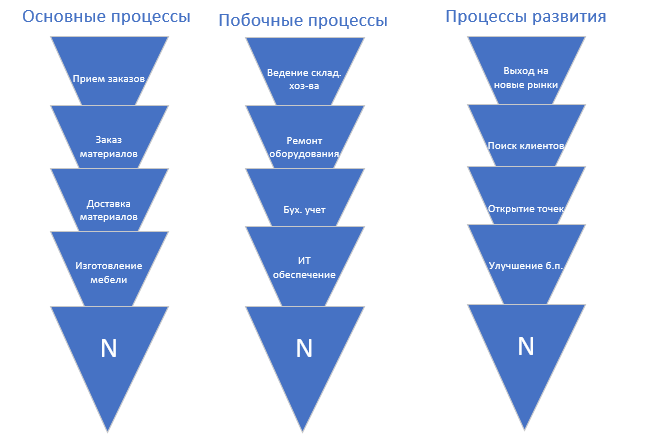 Основные процессы
Прием заказов
Заказ
материалов
Доставка
материалов
Изготовление
мебели
N
Побочные процессы
Ведение склад.
хоз-ва
Ремонт
оборудования
Бух. учет
ИТ
обеспечение
N
Процессы развития
Выход на
новые рынки
Поиск клиентов
Открытие точек
Улучшение б.п.
N